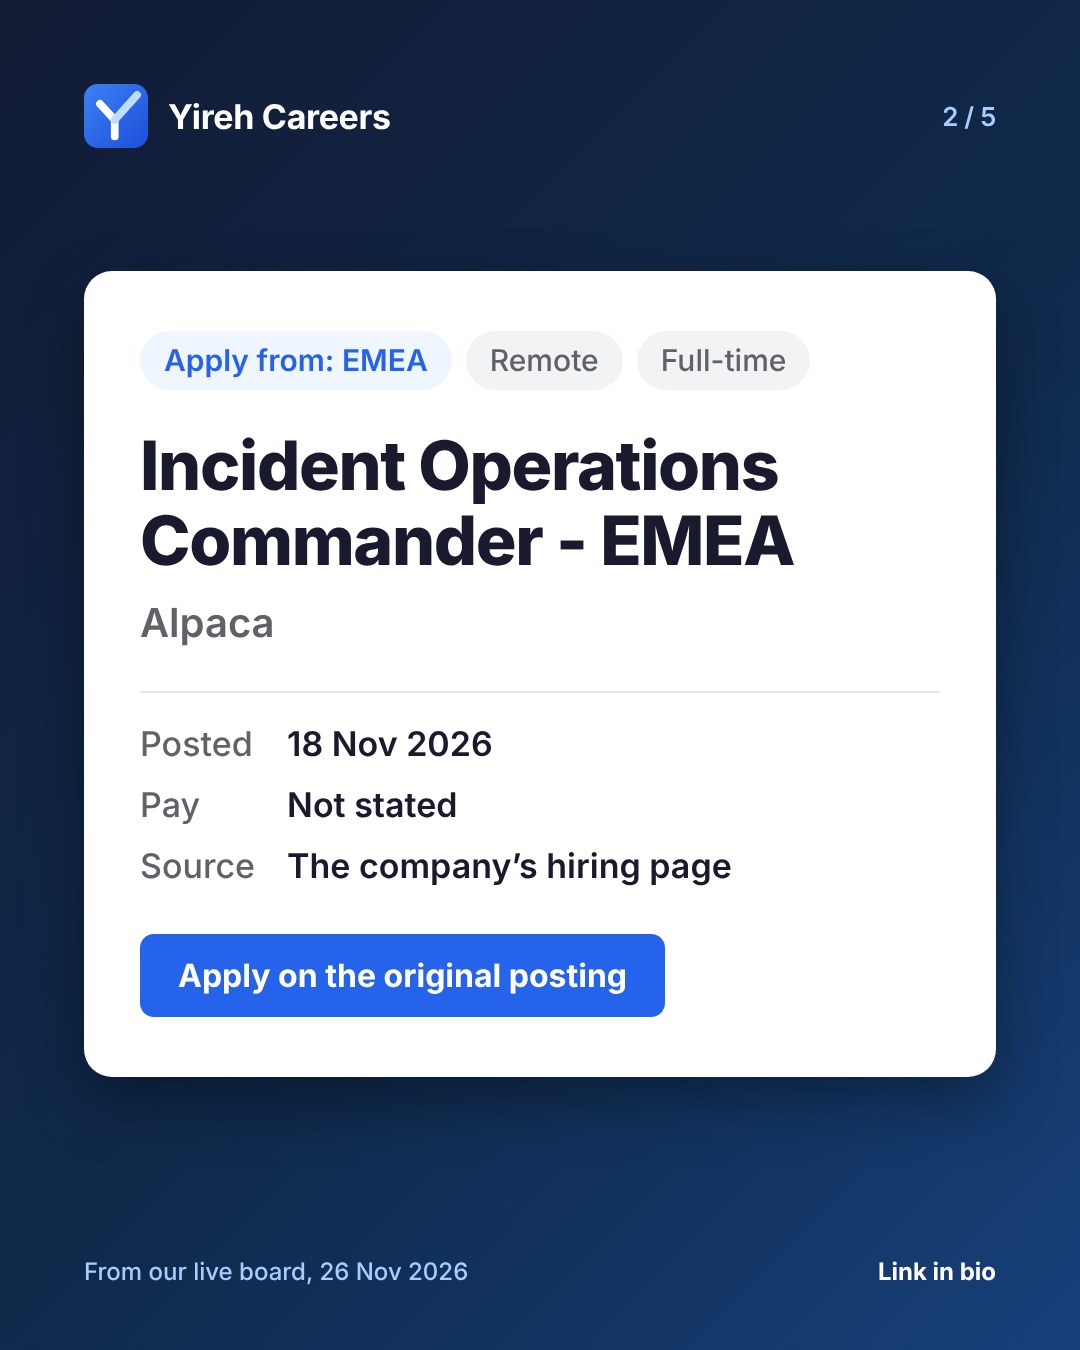 Yireh Careers
2 / 5
Apply from: EMEA
Remote
Full-time
Incident Operations
Commander - EMEA
Alpaca
Posted 18 Nov 2026
Pay Not stated
Source The company’s hiring page
Apply on the original posting
From our live board, 26 Nov 2026
Link in bio